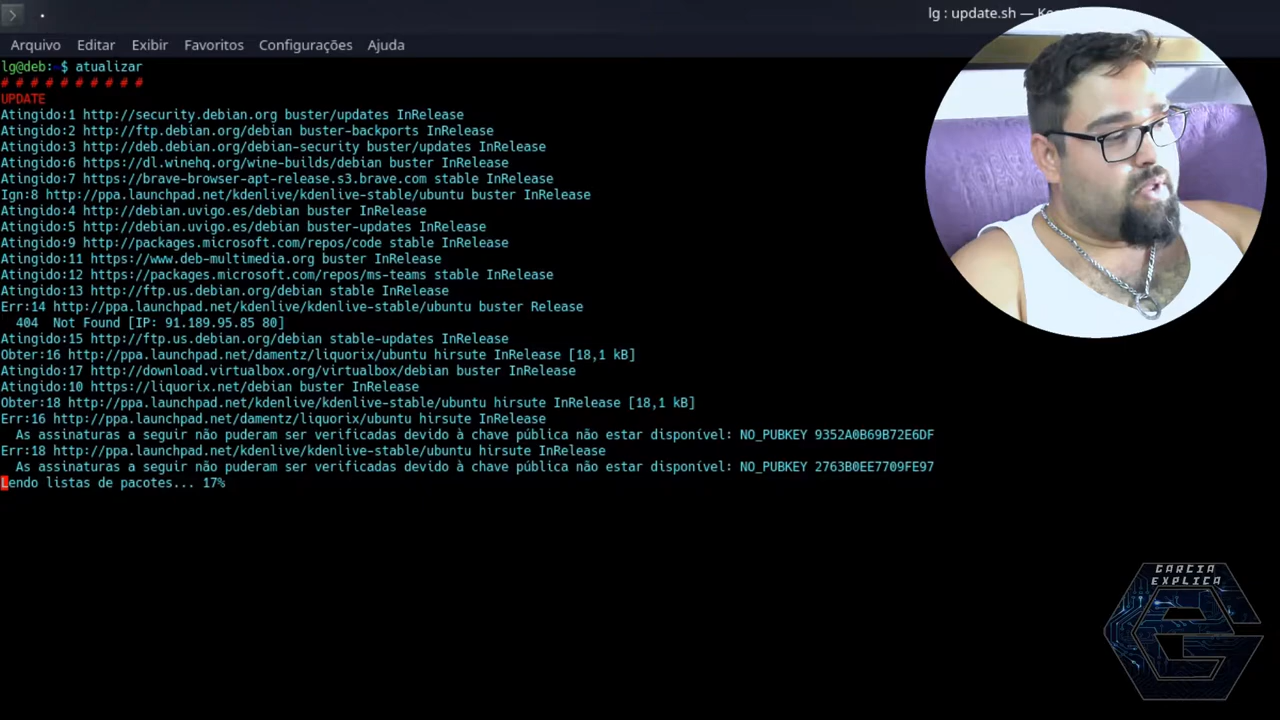 lg : update.sh —
Arquivo Editar Exibir Favoritos Configurações Ajuda
lg@deb:~$ atualizar
# # # # # # # # # #
UPDATE
Atingido:1 http://security.debian.org buster/updates InRelease
Atingido:2 http://ftp.debian.org/debian buster-backports InRelease
Atingido:3 http://deb.debian.org/debian-security buster/updates InRelease
Atingido:6 https://dl.winehq.org/wine-builds/debian buster InRelease
Atingido:7 https://brave-browser-apt-release.s3.brave.com stable InRelease
Ign:8 http://ppa.launchpad.net/kdenlive/kdenlive-stable/ubuntu buster InRelease
Atingido:4 http://debian.uvigo.es/debian buster InRelease
Atingido:5 http://debian.uvigo.es/debian buster-updates InRelease
Atingido:9 http://packages.microsoft.com/repos/code stable InRelease
Atingido:11 https://www.deb-multimedia.org buster InRelease
Atingido:12 https://packages.microsoft.com/repos/ms-teams stable InRelease
Atingido:13 http://ftp.us.debian.org/debian stable InRelease
Err:14 http://ppa.launchpad.net/kdenlive/kdenlive-stable/ubuntu buster Release
404 Not Found [IP: 91.189.95.85 80]
Atingido:15 http://ftp.us.debian.org/debian stable-updates InRelease
Obter:16 http://ppa.launchpad.net/damentz/liquorix/ubuntu hirsute InRelease [18,1 kB]
Atingido:17 http://download.virtualbox.org/virtualbox/debian buster InRelease
Atingido:10 https://liquorix.net/debian buster InRelease
Obter:18 http://ppa.launchpad.net/kdenlive/kdenlive-stable/ubuntu hirsute InRelease [18,1 kB]
Err:16 http://ppa.launchpad.net/damentz/liquorix/ubuntu hirsute InRelease
As assinaturas a seguir não puderam ser verificadas devido à chave pública não estar disponível: NO_PUBKEY 9352A0B69B72E6DF
Err:18 http://ppa.launchpad.net/kdenlive/kdenlive-stable/ubuntu hirsute InRelease
As assinaturas a seguir não puderam ser verificadas devido à chave pública não estar disponível: NO_PUBKEY 2763B0EE7709FE97
Lendo listas de pacotes... 17%
GARCIA
EXPLICA